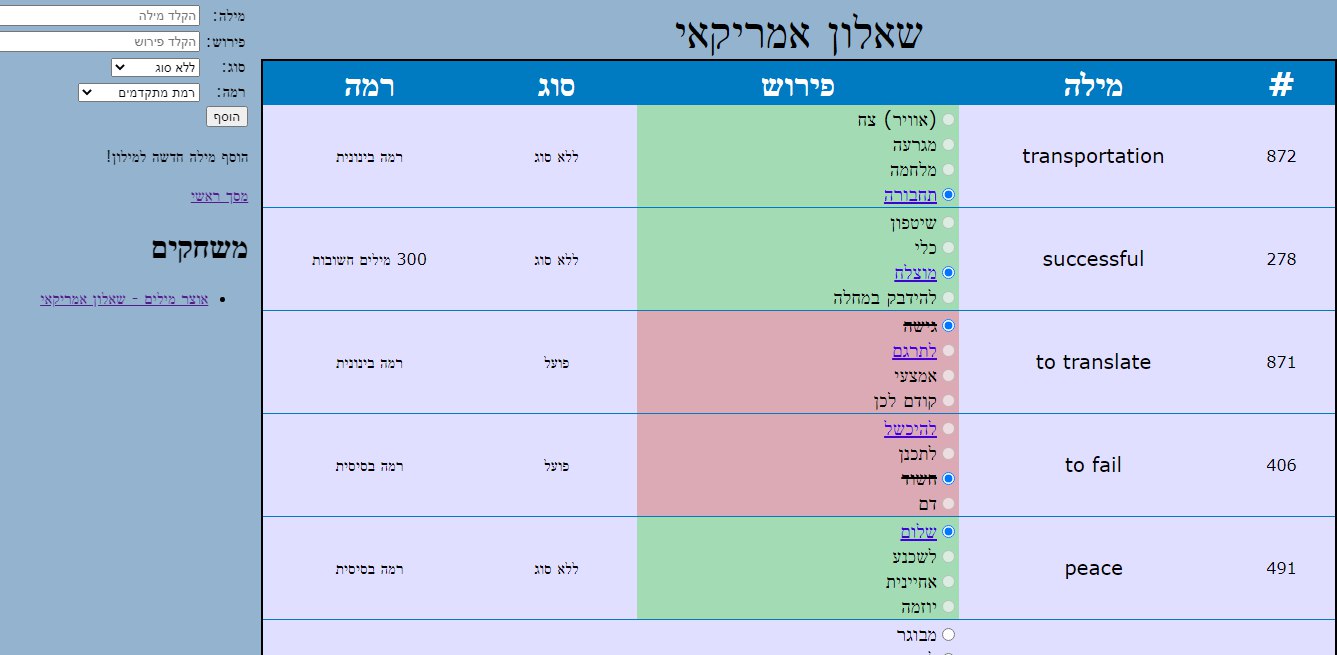 שאלון אמריקאי
מילה: הקלד מילה
פירוש: הקלד פירוש
סוג: ללא סוג
רמה: רמת מתקדמים
הוסף
הוסף מילה חדשה למילון!
מסך ראשי
משחקים
אוצר מילים - שאלון אמריקאי
# מילה פירוש סוג רמה
872 transportation
(אוויר) צח
מגרעה
מלחמה
תחבורה
ללא סוג
רמה בינונית
278 successful
שיטפון
כלי
מוצלח
להידבק במחלה
ללא סוג
300 מילים חשובות
871 to translate
גישה
לתרגם
אמצעי
קודם לכן
פועל
רמה בינונית
406 to fail
להיכשל
לתכנן
חשוד
דם
פועל
רמה בסיסית
491 peace
שלום
לשכנע
אחיינית
יוזמה
ללא סוג
רמה בסיסית
מבוגר